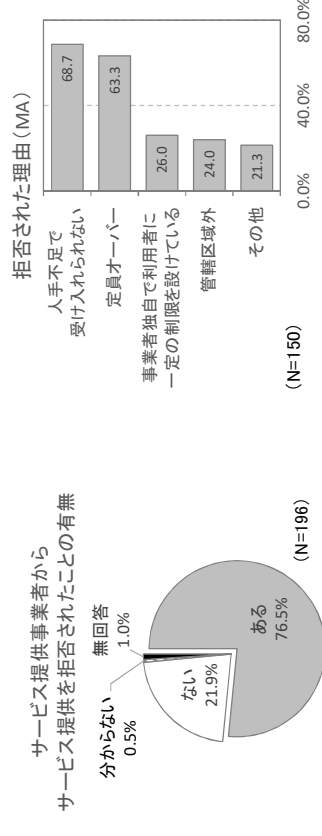 サービス提供事業者から
サービス提供を拒否されたことの有無
分からない
0.5%
無回答
1.0%
ない
21.9%
ある
76.5%
(N=196)
拒否された理由(MA)
人手不足で
受け入れられない
68.7
定員オーバー
63.3
事業者独自で利用者に
一定の制限を設けている
26.0
管轄区域外
24.0
その他
21.3
0.0%
40.0%
80.0%
(N=150)